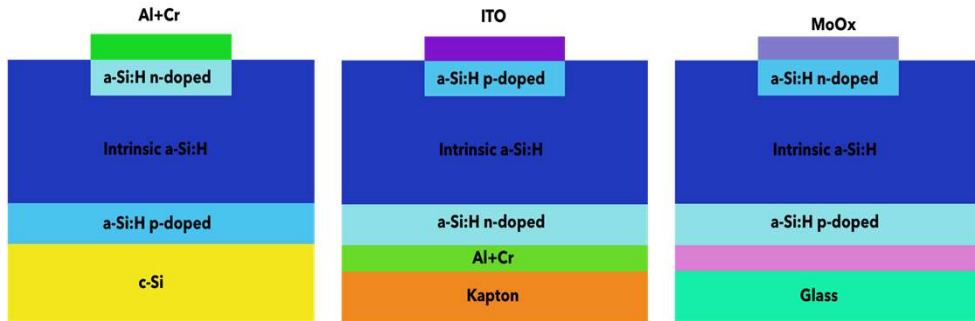 Al+Cr
a-Si:H n-doped
Intrinsic a-Si:H
a-Si:H p-doped
c-Si
ITO
a-Si:H p-doped
Intrinsic a-Si:H
a-Si:H n-doped
Al+Cr
Kapton
MoOx
a-Si:H n-doped
Intrinsic a-Si:H
a-Si:H p-doped
Glass